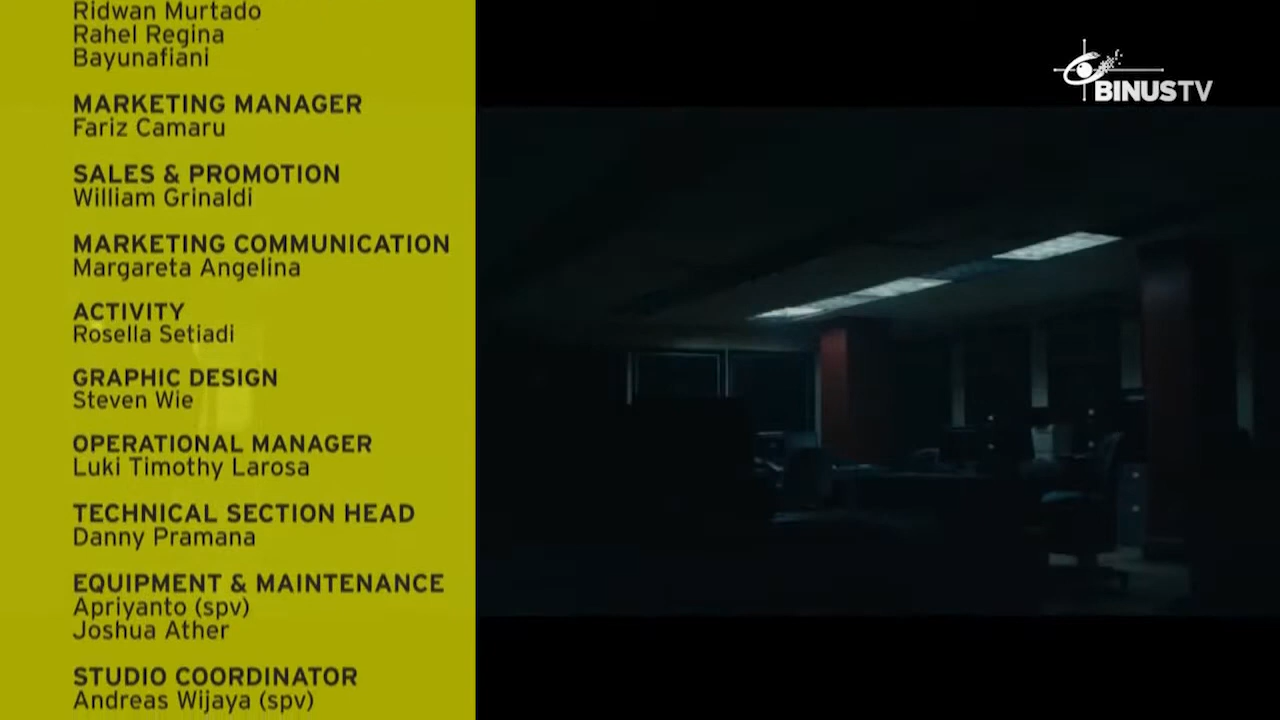 Ridwan Murtado
Rahel Regina
Bayunafiani
MARKETING MANAGER
Fariz Camaru
SALES & PROMOTION
William Grinaldi
MARKETING COMMUNICATION
Margareta Angelina
ACTIVITY
Rosella Setiadi
GRAPHIC DESIGN
Steven Wie
OPERATIONAL MANAGER
Luki Timothy Larosa
TECHNICAL SECTION HEAD
Danny Pramana
EQUIPMENT & MAINTENANCE
Apriyanto (spv)
Joshua Ather
STUDIO COORDINATOR
Andreas Wijaya (spv)
BINUSTV